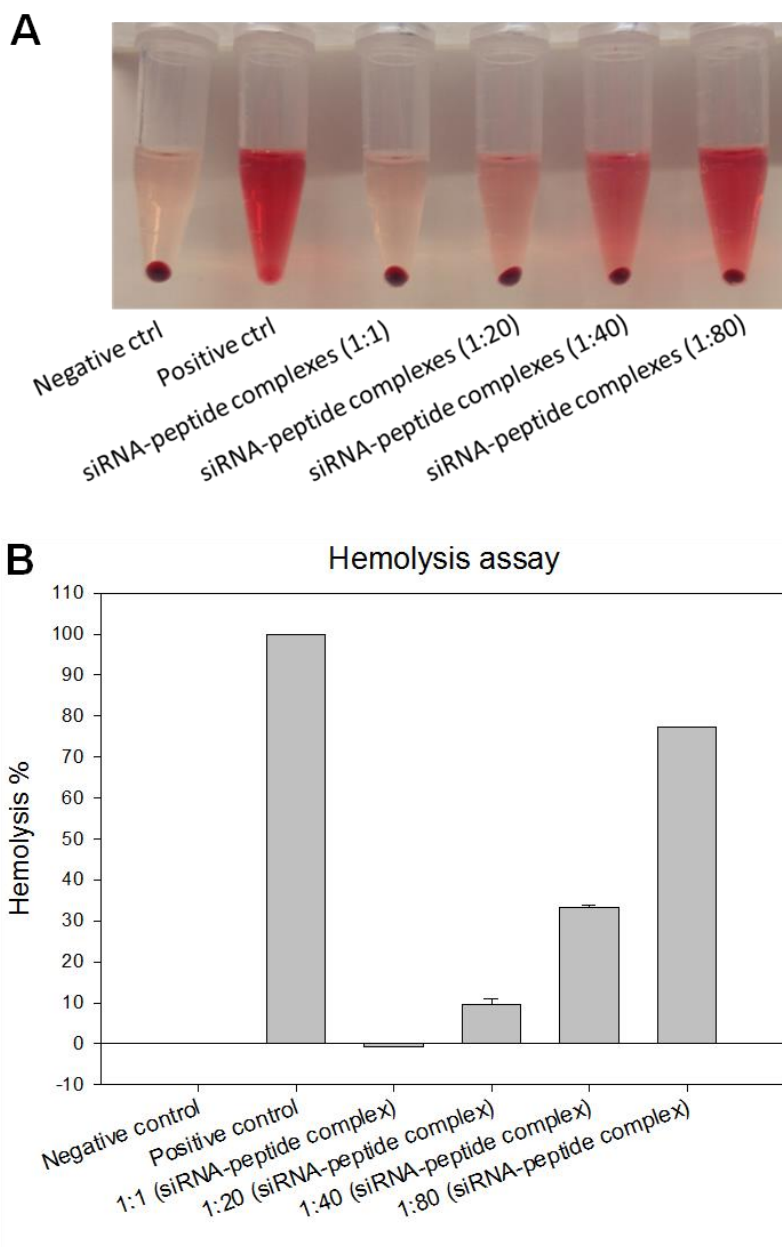 A
Negative ctrl
Positive ctrl
siRNA-peptide complexes (1:1)
siRNA-peptide complexes (1:20)
siRNA-peptide complexes (1:40)
siRNA-peptide complexes (1:80)
B
Hemolysis assay
110
100
90
80
70
60
50
40
30
20
10
0
-10
Hemolysis %
Negative control
Positive control
1:1 (siRNA-peptide complex)
1:20 (siRNA-peptide complex)
1:40 (siRNA-peptide complex)
1:80 (siRNA-peptide complex)